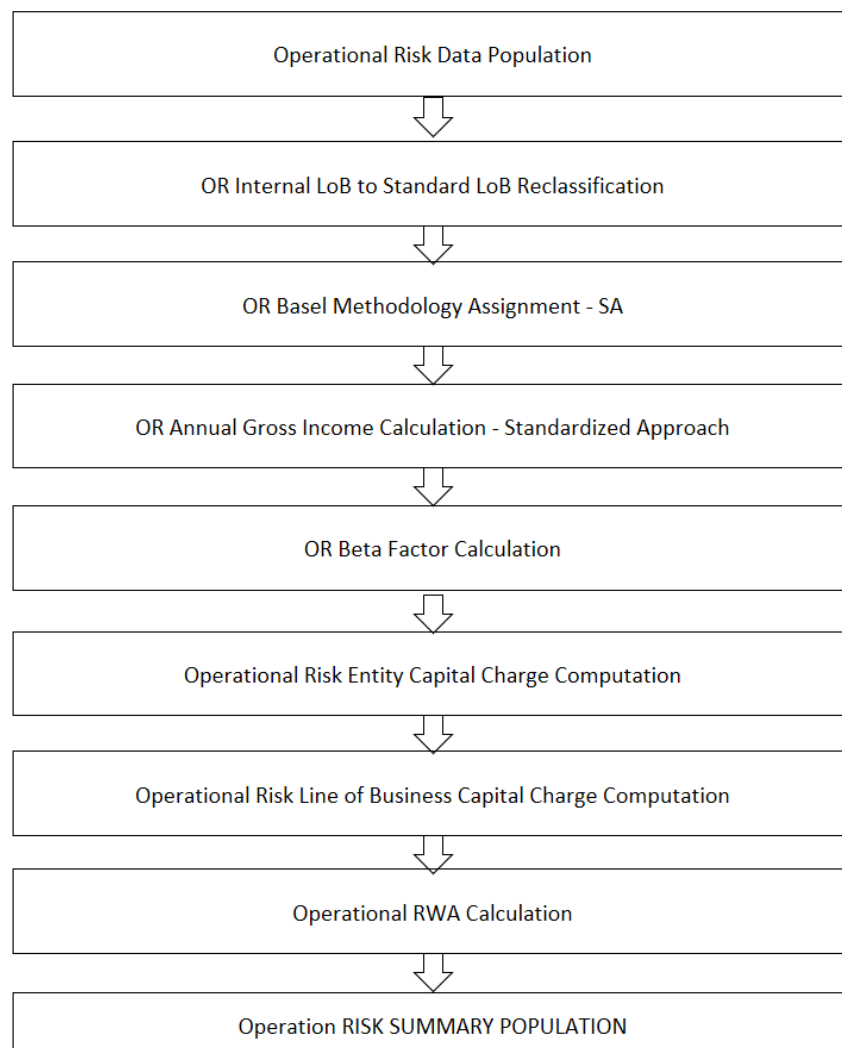 Operational Risk Data Population
OR Internal LoB to Standard LoB Reclassification
OR Basel Methodology Assignment - SA
OR Annual Gross Income Calculation - Standardized Approach
OR Beta Factor Calculation
Operational Risk Entity Capital Charge Computation
Operational Risk Line of Business Capital Charge Computation
Operational RWA Calculation
Operation RISK SUMMARY POPULATION